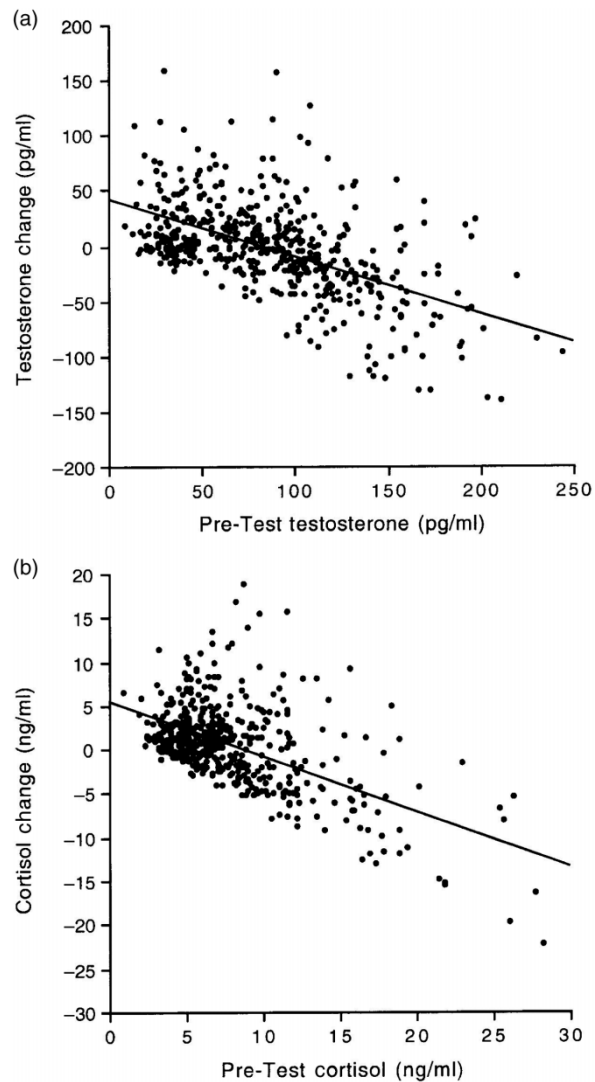 (a)
200
150
100
50
0
−50
−100
−150
−200
Testosterone change (pg/ml)
0 50 100 150 200 250
Pre-Test testosterone (pg/ml)
(b)
20
15
10
5
0
−5
−10
−15
−20
−25
−30
Cortisol change (ng/ml)
0 5 10 15 20 25 30
Pre-Test cortisol (ng/ml)